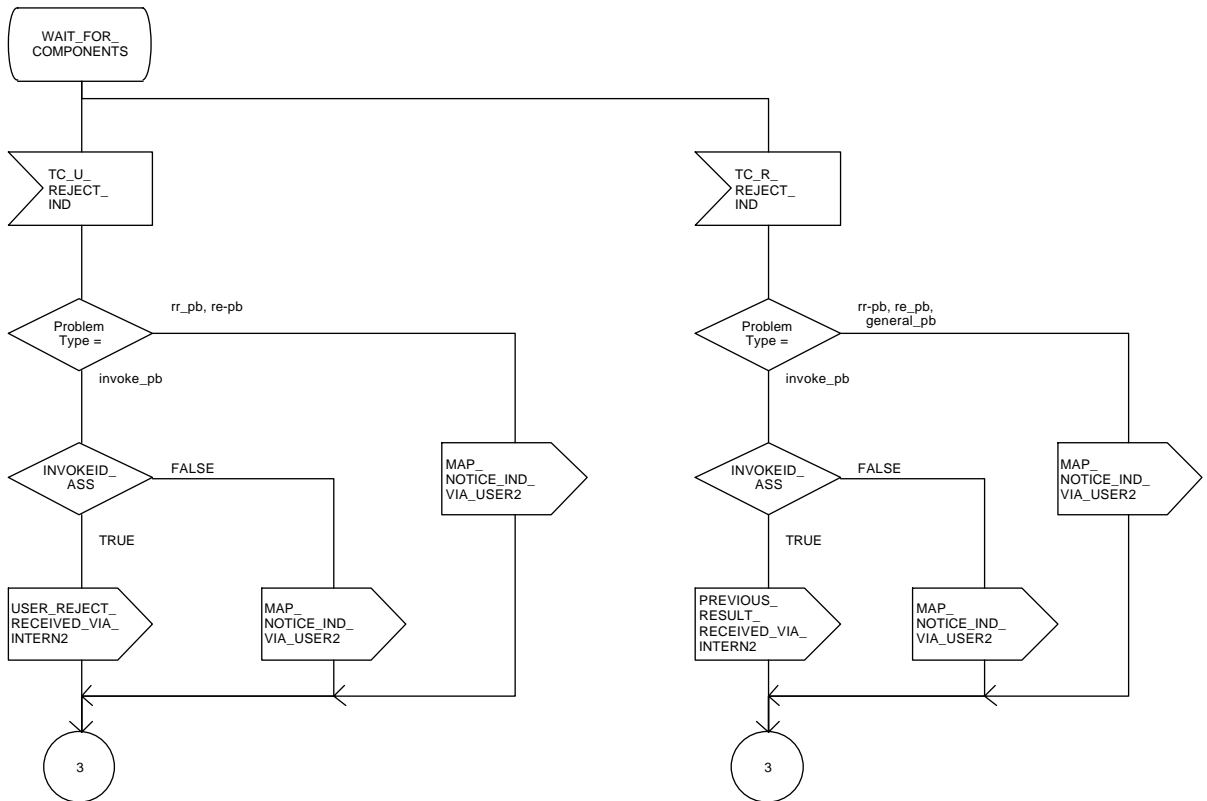 WAIT_FOR_
COMPONENTS
TC_U_
REJECT_
IND
TC_R_
REJECT_
IND
Problem
Type =
rr_pb, re-pb
invoke_pb
Problem
Type =
rr-pb, re_pb,
general_pb
invoke_pb
INVOKEID_
ASS
FALSE
TRUE
MAP_
NOTICE_IND_
VIA_USER2
INVOKEID_
ASS
FALSE
TRUE
MAP_
NOTICE_IND_
VIA_USER2
USER_REJECT_
RECEIVED_VIA_
INTERN2
MAP_
NOTICE_IND_
VIA_USER2
PREVIOUS_
RESULT_
RECEIVED_VIA_
INTERN2
MAP_
NOTICE_IND_
VIA_USER2
3
3